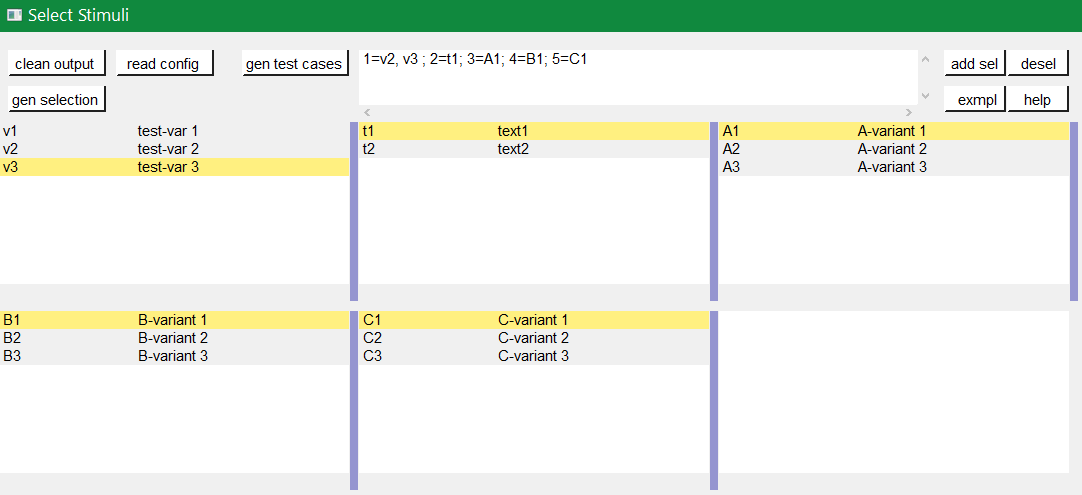 Select Stimuli
clean output read config gen test cases 1=v2, v3 ; 2=t1; 3=A1; 4=B1; 5=C1 add sel desel
gen selection exmpl help
v1 test-var 1 t1 text1 A1 A-variant 1
v2 test-var 2 t2 text2 A2 A-variant 2
v3 test-var 3 A3 A-variant 3
B1 B-variant 1 C1 C-variant 1
B2 B-variant 2 C2 C-variant 2
B3 B-variant 3 C3 C-variant 3